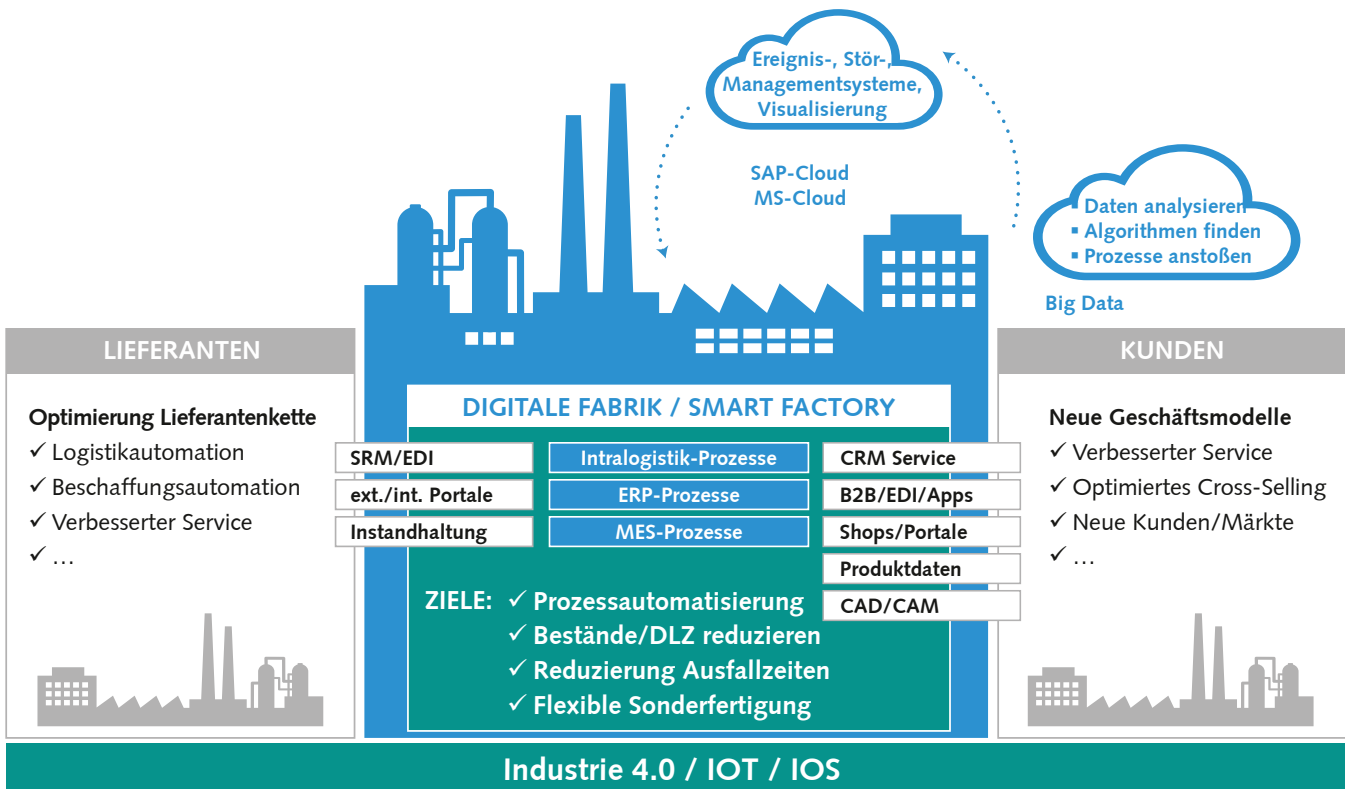 Ereignis-, Stör-,
Managementsysteme,
Visualisierung
SAP-Cloud
MS-Cloud
▪ Daten analysieren
▪ Algorithmen finden
▪ Prozesse anstoßen
Big Data
LIEFERANTEN
Optimierung Lieferantenkette
✓ Logistikautomation
✓ Beschaffungsautomation
✓ Verbesserter Service
✓ …
DIGITALE FABRIK / SMART FACTORY
SRM/EDI
ext./int. Portale
Instandhaltung
Intralogistik-Prozesse
ERP-Prozesse
MES-Prozesse
CRM Service
B2B/EDI/Apps
Shops/Portale
Produktdaten
CAD/CAM
ZIELE: ✓ Prozessautomatisierung
✓ Bestände/DLZ reduzieren
✓ Reduzierung Ausfallzeiten
✓ Flexible Sonderfertigung
KUNDEN
Neue Geschäftsmodelle
✓ Verbesserter Service
✓ Optimiertes Cross-Selling
✓ Neue Kunden/Märkte
✓ …
Industrie 4.0 / IOT / IOS